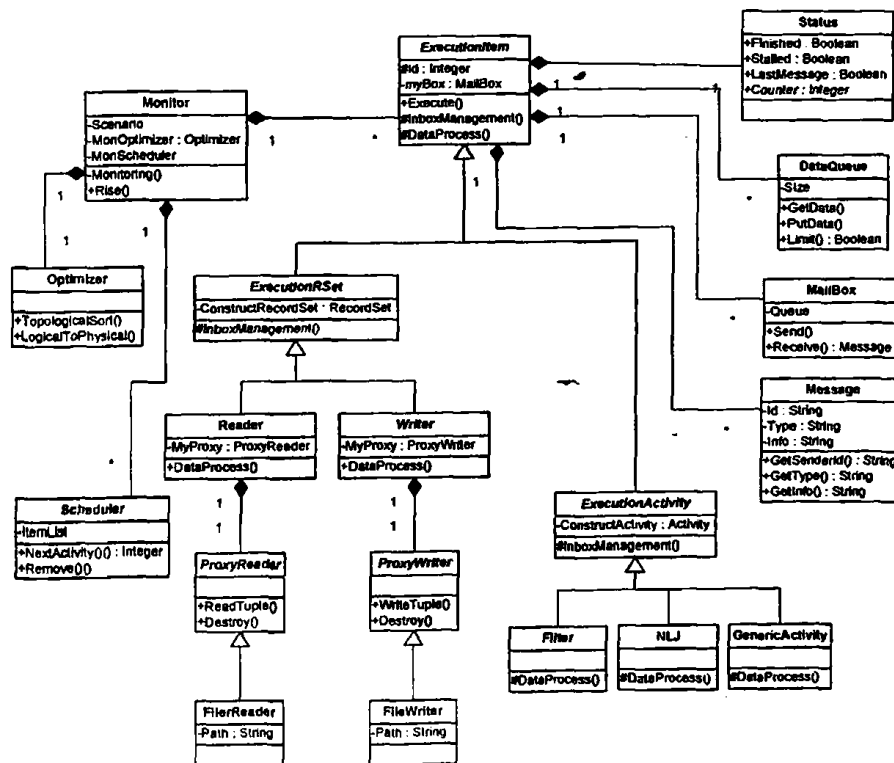 Status
+Finished : Boolean
+Stalled : Boolean
+LastMessage : Boolean
+Counter : Integer
ExecutionItem
#Id : Integer
-myBox : MailBox
+Execute()
#InboxManagement()
#DataProcess()
Monitor
-Scenario
-MonOptimizer : Optimizer
-MonScheduler
-Monitoring()
+Rise()
1
1
1
1
1
1
1
1
1
DataQueue
-Size
+GetData()
+PutData()
+Limit() : Boolean
Optimizer
+TopologicalSort()
+LogicalToPhysical()
ExecutionRSet
-ConstructRecordSet : RecordSet
#InboxManagement()
MailBox
-Queue
+Send()
+Receive() : Message
Message
-Id : String
-Type : String
-Info : String
+GetSenderId() : String
+GetType() : String
+GetInfo() : String
Reader
-MyProxy : ProxyReader
+DataProcess()
Writer
-MyProxy : ProxyWriter
+DataProcess()
1
1
1
1
Scheduler
-ItemList
+NextActivity()() : Integer
+Remove()()
ExecutionActivity
-ConstructActivity : Activity
#InboxManagement()
ProxyReader
+ReadTuple()
+Destroy()
ProxyWriter
+WriteTuple()
+Destroy()
Filter
#DataProcess()
NLJ
#DataProcess()
GenericActivity
#DataProcess()
FilerReader
-Path : String
FileWriter
-Path : String